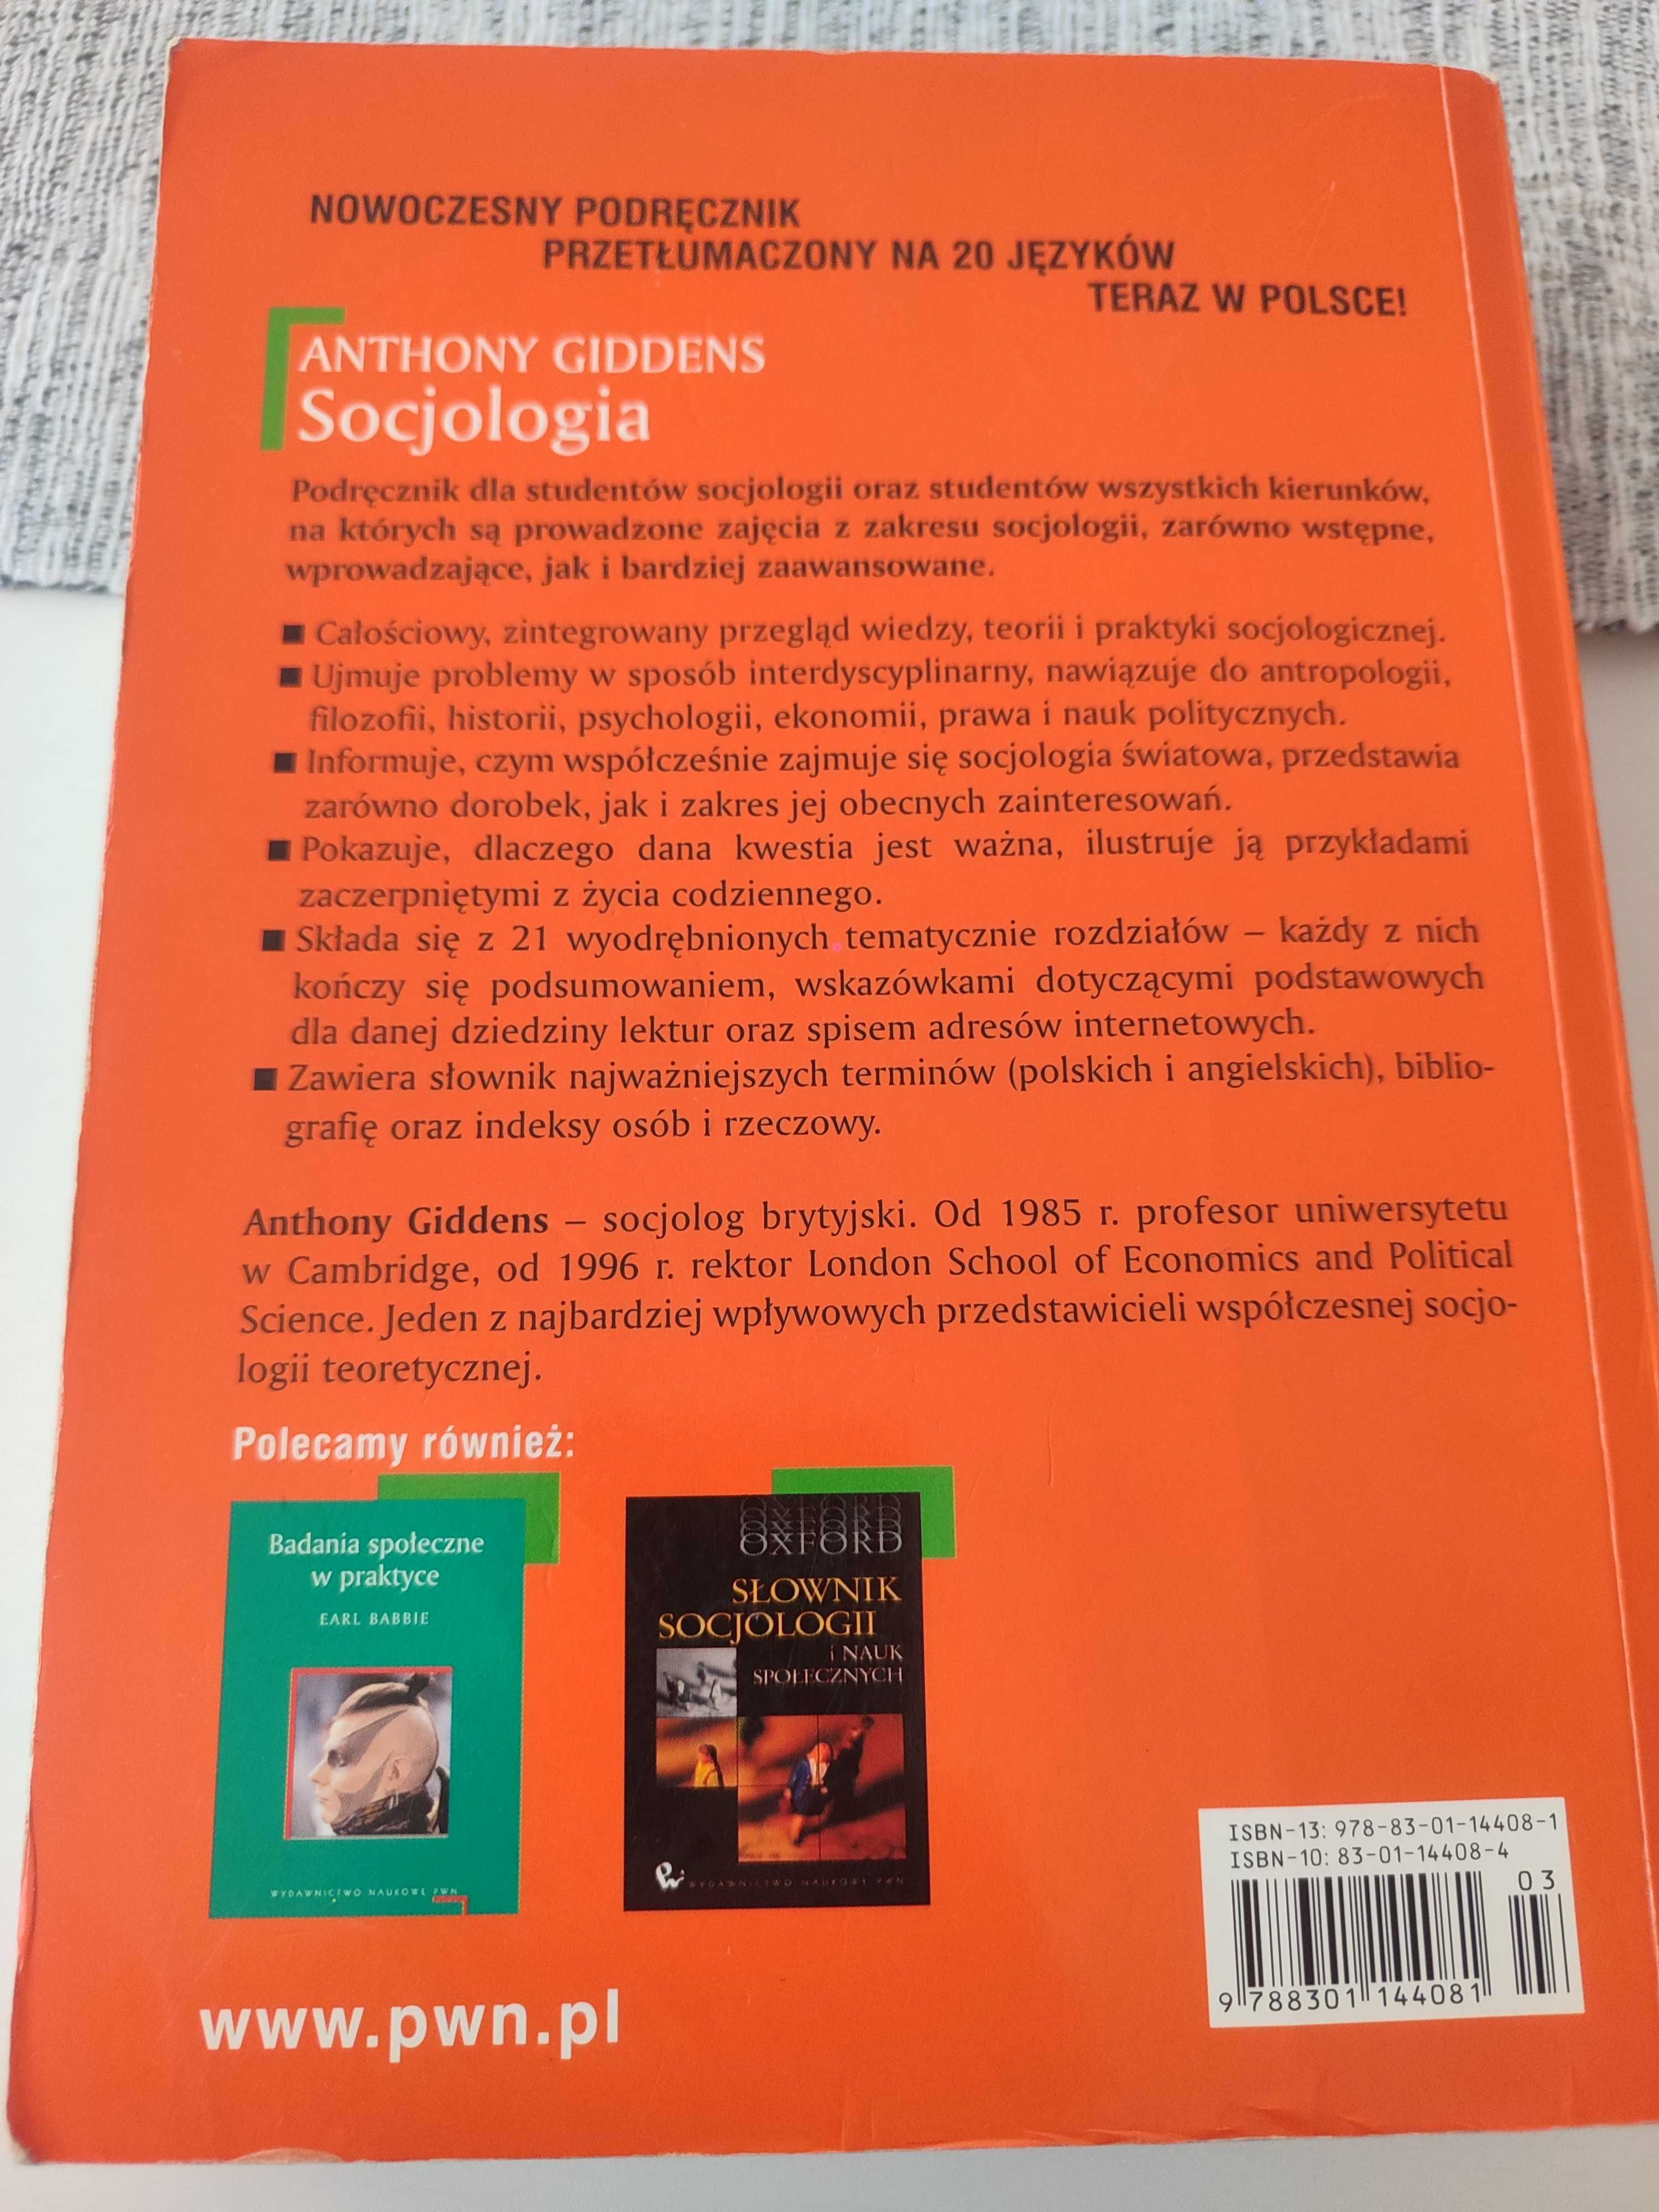 NOWOCZESNY PODRĘCZNIK
PRZETŁUMACZONY NA 20 JĘZYKÓW
TERAZ W POLSCE!
ANTHONY GIDDENS
Socjologia
Podręcznik dla studentów socjologii oraz studentów wszystkich kierunków,
na których są prowadzone zajęcia z zakresu socjologii, zarówno wstępne,
wprowadzające, jak i bardziej zaawansowane.
■ Całościowy, zintegrowany przegląd wiedzy, teorii i praktyki socjologicznej.
■ Ujmuje problemy w sposób interdyscyplinarny, nawiązuje do antropologii,
filozofii, historii, psychologii, ekonomii, prawa i nauk politycznych.
■ Informuje, czym współcześnie zajmuje się socjologia światowa, przedstawia
zarówno dorobek, jak i zakres jej obecnych zainteresowań.
■ Pokazuje, dlaczego dana kwestia jest ważna, ilustruje ją przykładami
zaczerpniętymi z życia codziennego.
■ Składa się z 21 wyodrębnionych tematycznie rozdziałów – każdy z nich
kończy się podsumowaniem, wskazówkami dotyczącymi podstawowych
dla danej dziedziny lektur oraz spisem adresów internetowych.
■ Zawiera słownik najważniejszych terminów (polskich i angielskich), biblio-
grafię oraz indeksy osób i rzeczowy.
Anthony Giddens – socjolog brytyjski. Od 1985 r. profesor uniwersytetu
w Cambridge, od 1996 r. rektor London School of Economics and Political
Science. Jeden z najbardziej wpływowych przedstawicieli współczesnej socjo-
logii teoretycznej.
Polecamy również:
Badania społeczne
w praktyce
EARL BABBIE
WYDAWNICTWO NAUKOWE PWN
OXFORD
OXFORD
OXFORD
SŁOWNIK
SOCJOLOGII
i NAUK
SPOŁECZNYCH
WYDAWNICTWO NAUKOWE PWN
ISBN-13: 978-83-01-14408-1
ISBN-10: 83-01-14408-4
03
9 788301 144081
www.pwn.pl